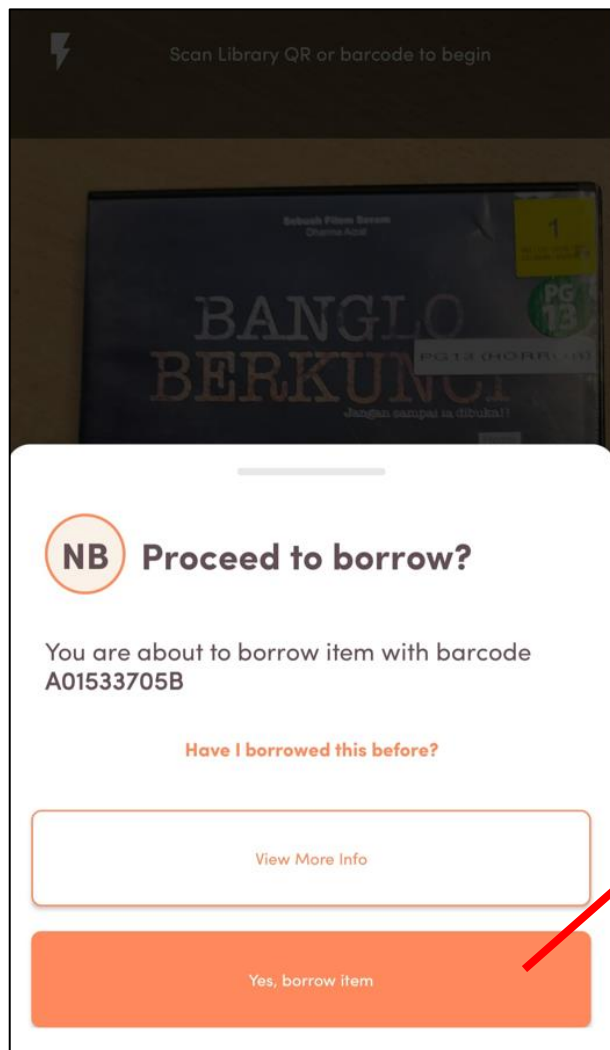 Scan Library QR or barcode to begin
Sebuah Filem Seram
Dharma Aizat
1
PG
13
BANGLO
PG13 (HORROR)
BERKUNCI
Jangan sampai ia dibuka!!
NB
Proceed to borrow?
You are about to borrow item with barcode
A01533705B
Have I borrowed this before?
View More Info
Yes, borrow item